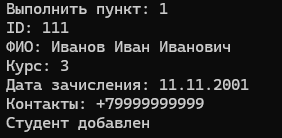 Выполнить пункт: 1
ID: 111
ФИО: Иванов Иван Иванович
Курс: 3
Дата зачисления: 11.11.2001
Контакты: +79999999999
Студент добавлен